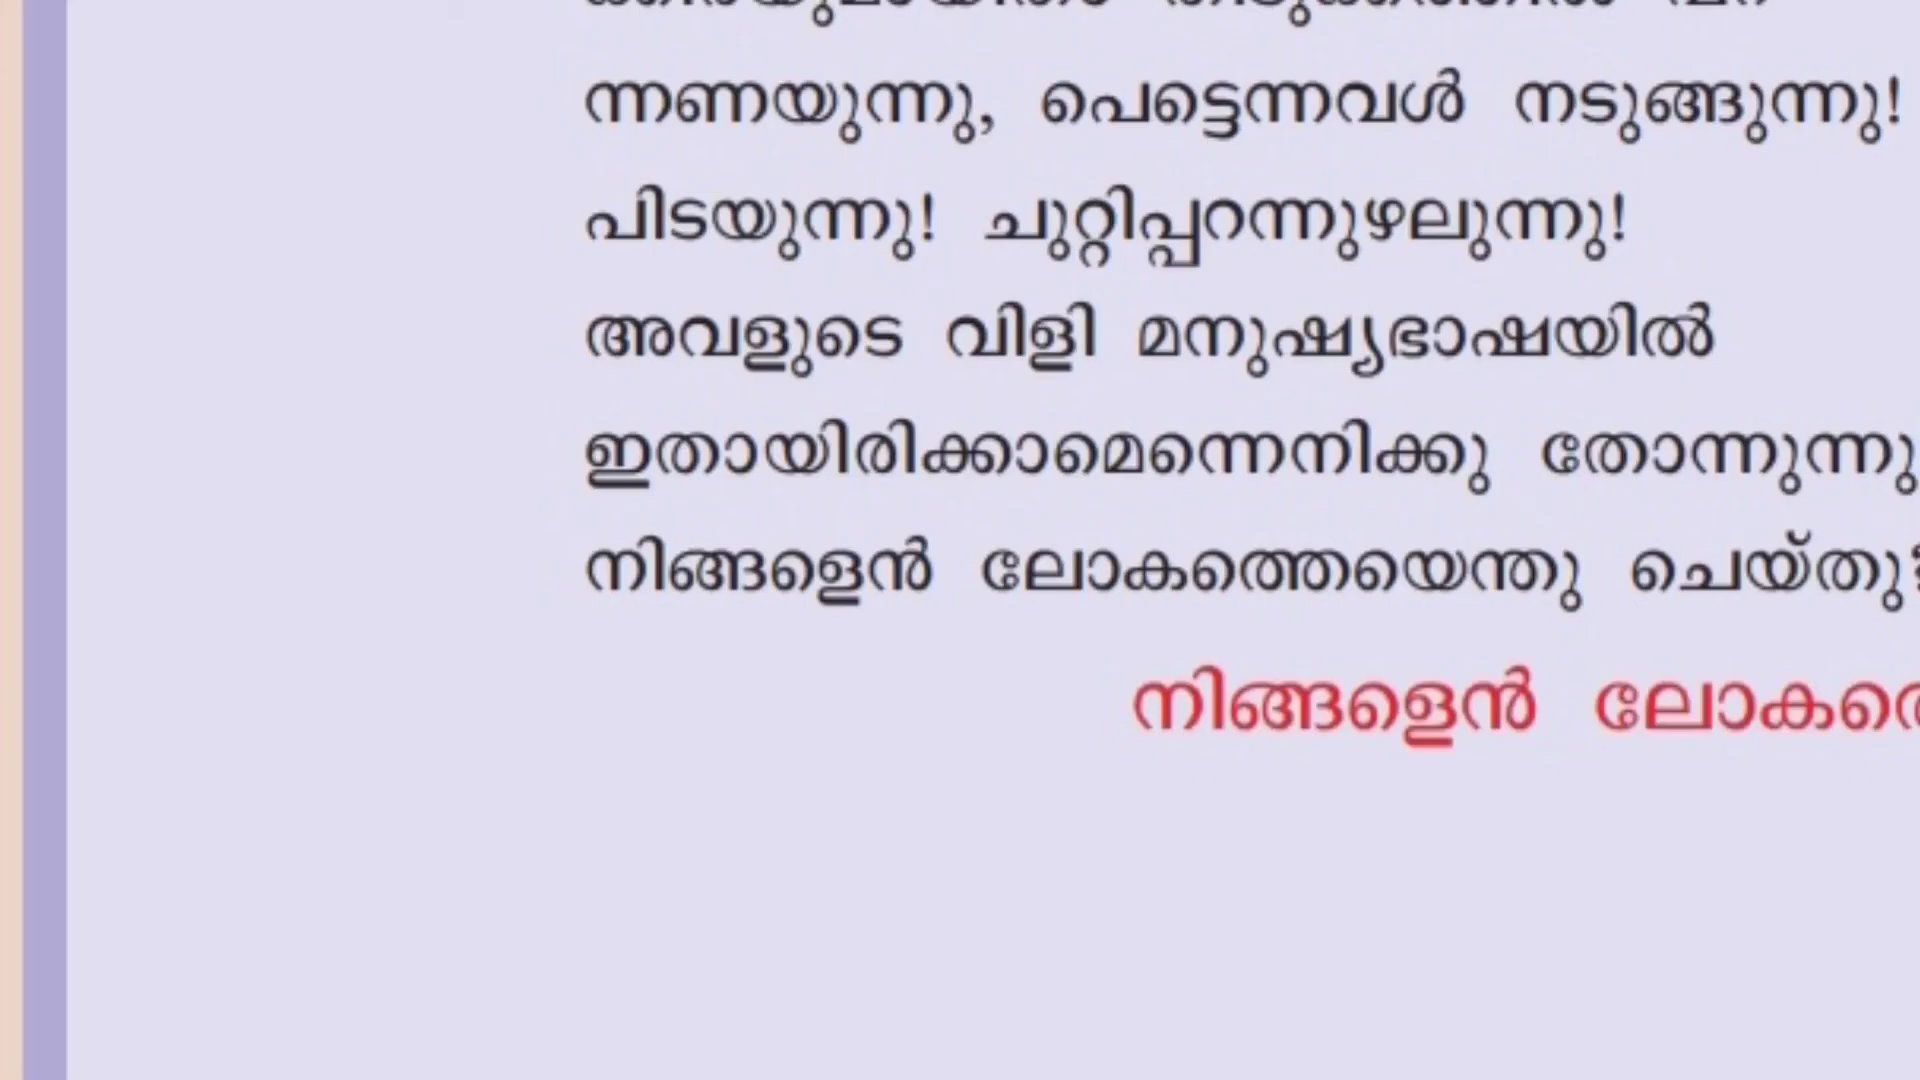 ന്നണയുന്നു, പെട്ടെന്നവൾ നടുങ്ങുന്നു!
പിടയുന്നു! ചുറ്റിപ്പറന്നുഴലുന്നു!
അവളുടെ വിളി മനുഷ്യഭാഷയിൽ
ഇതായിരിക്കാമെന്നെനിക്കു തോന്നുന്നു
നിങ്ങളെൻ ലോകത്തെയെന്തു ചെയ്തു
നിങ്ങളെൻ